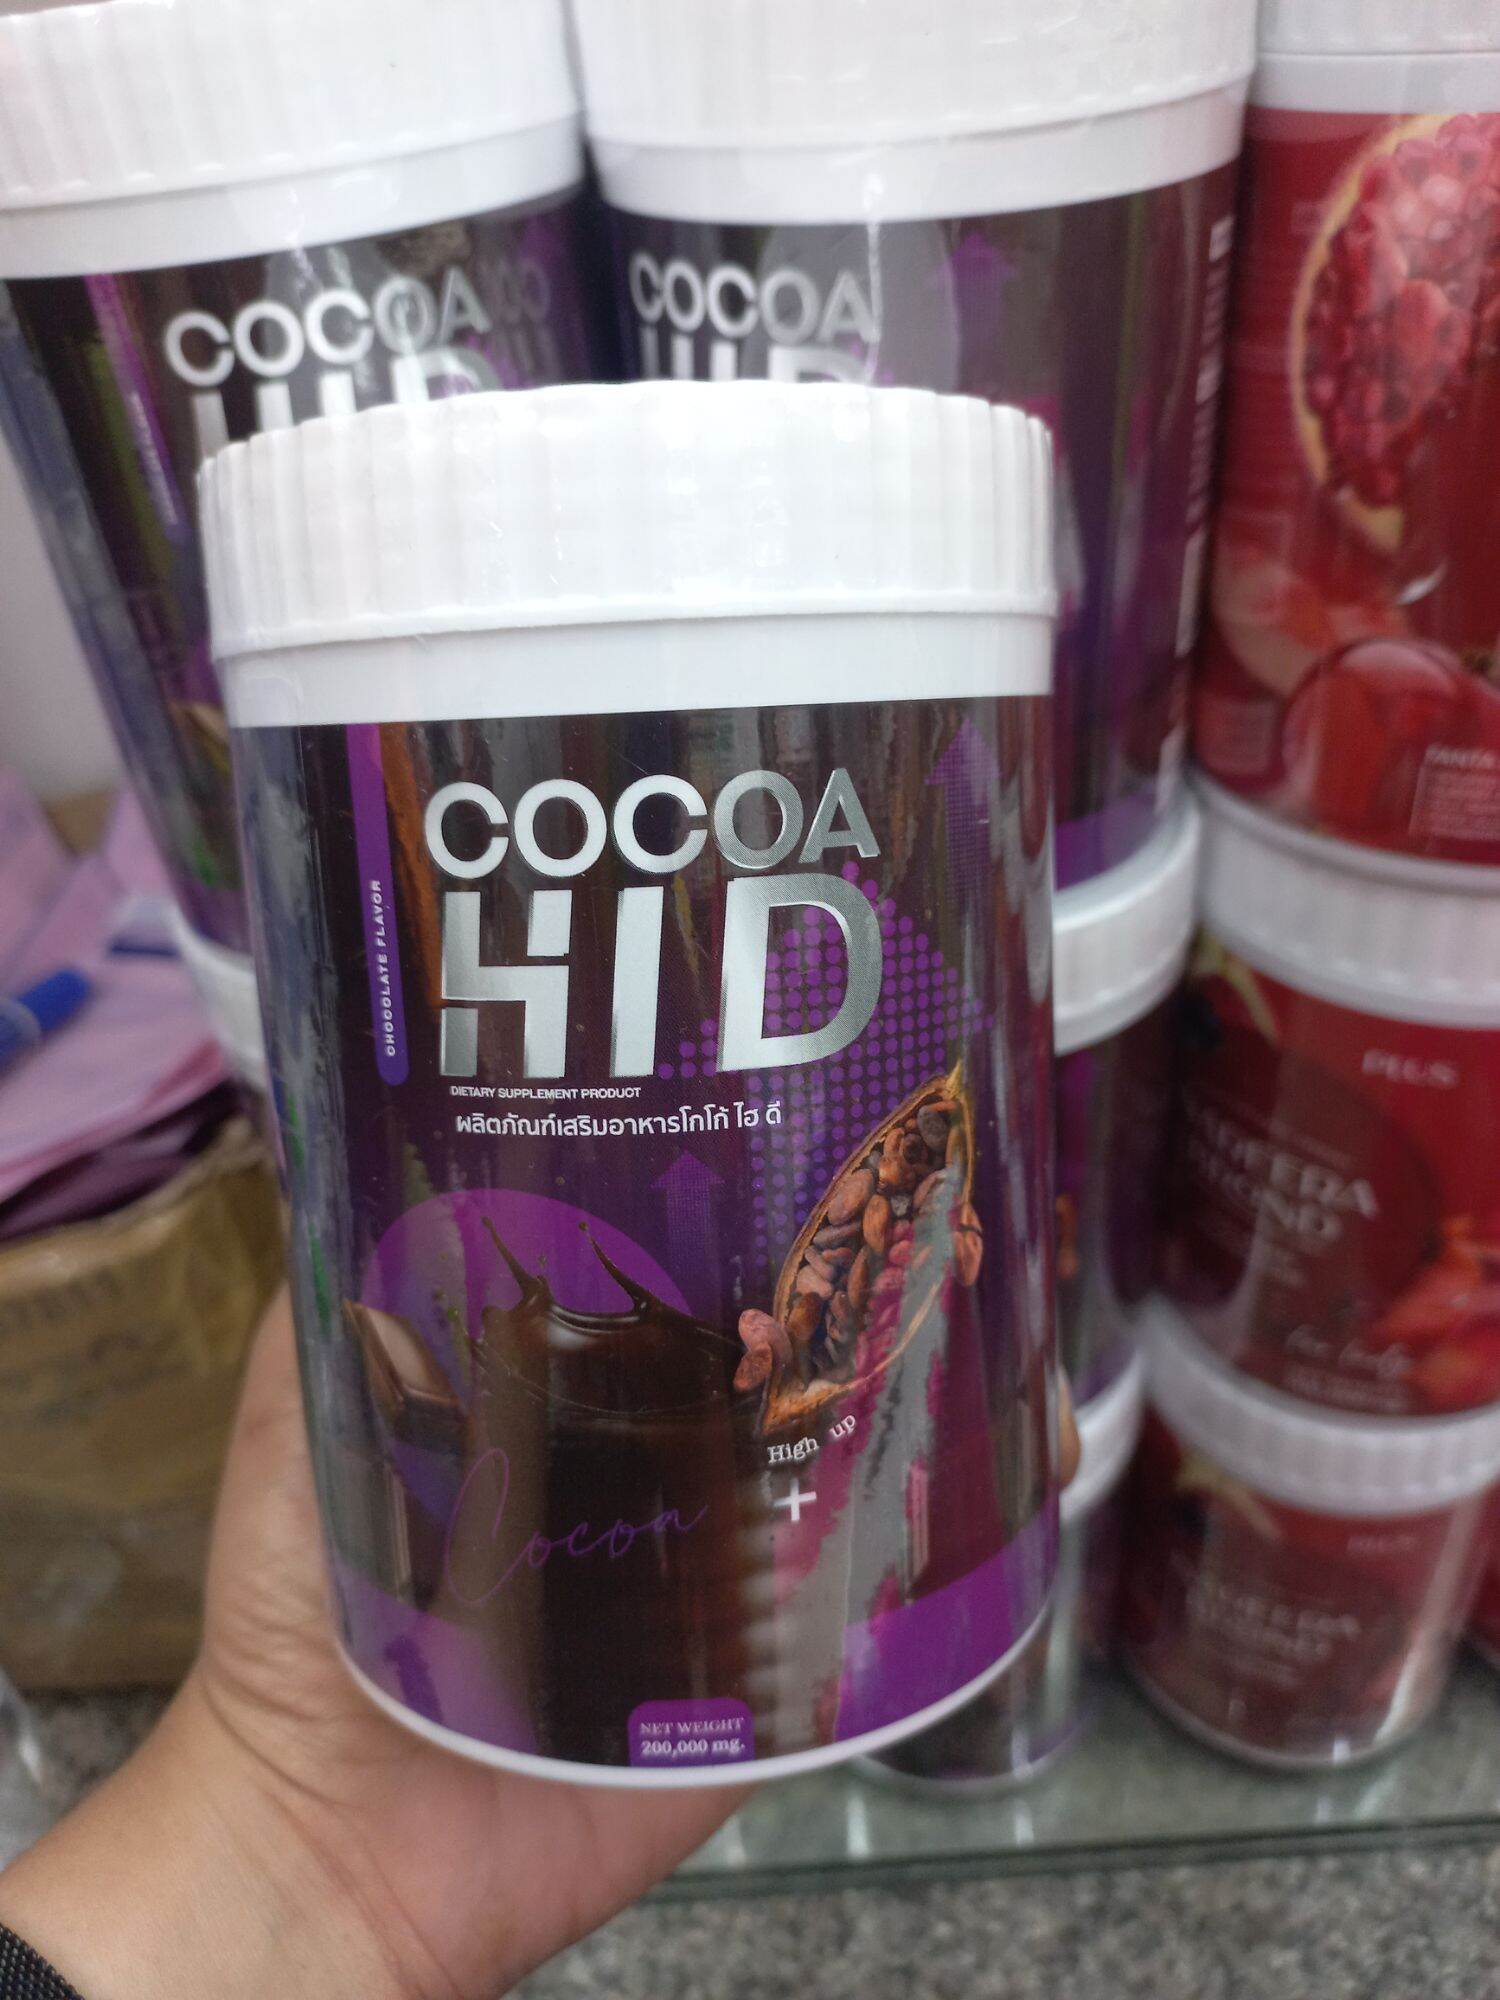 COCOA
COCOA
COCOA
HID
CHOCOLATE FLAVOR
DIETARY SUPPLEMENT PRODUCT
ผลิตภัณฑ์เสริมอาหารโกโก้ ไฮ ดี
High up
+
Cocoa
NET WEIGHT
200,000 mg.
PLUS